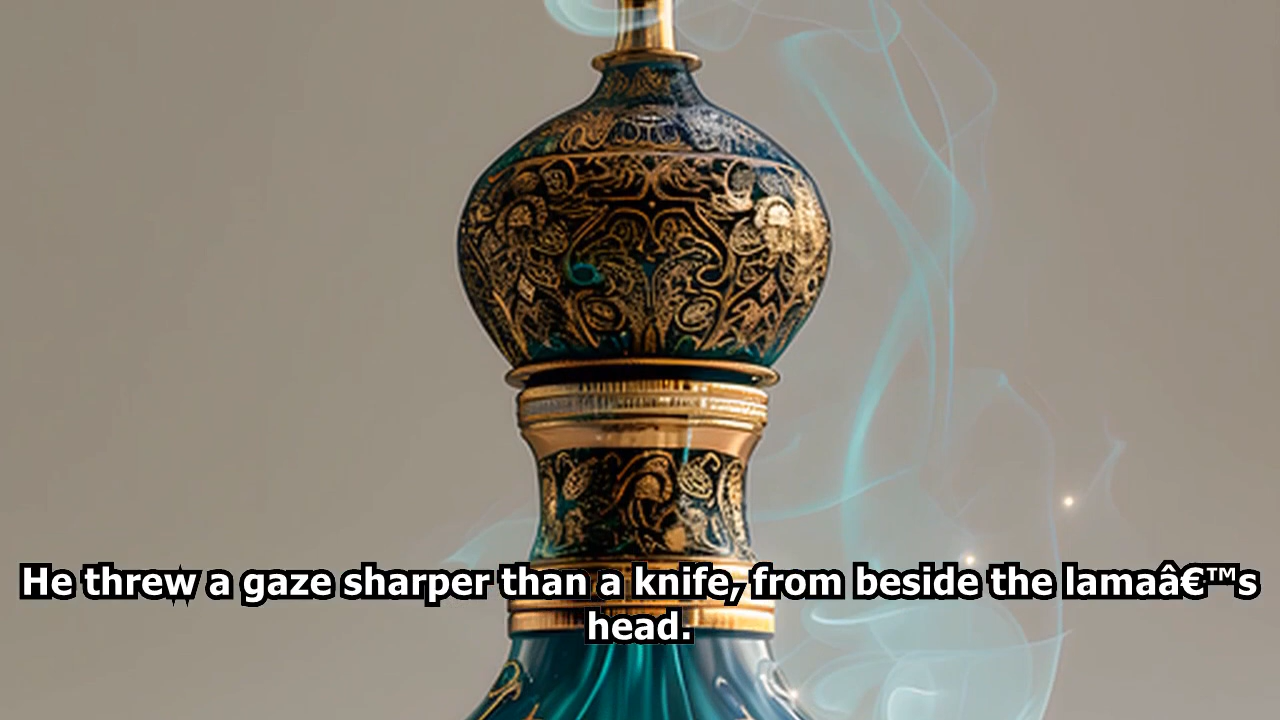 He threw a gaze sharper than a knife, from beside the lamaâ€™s
head.